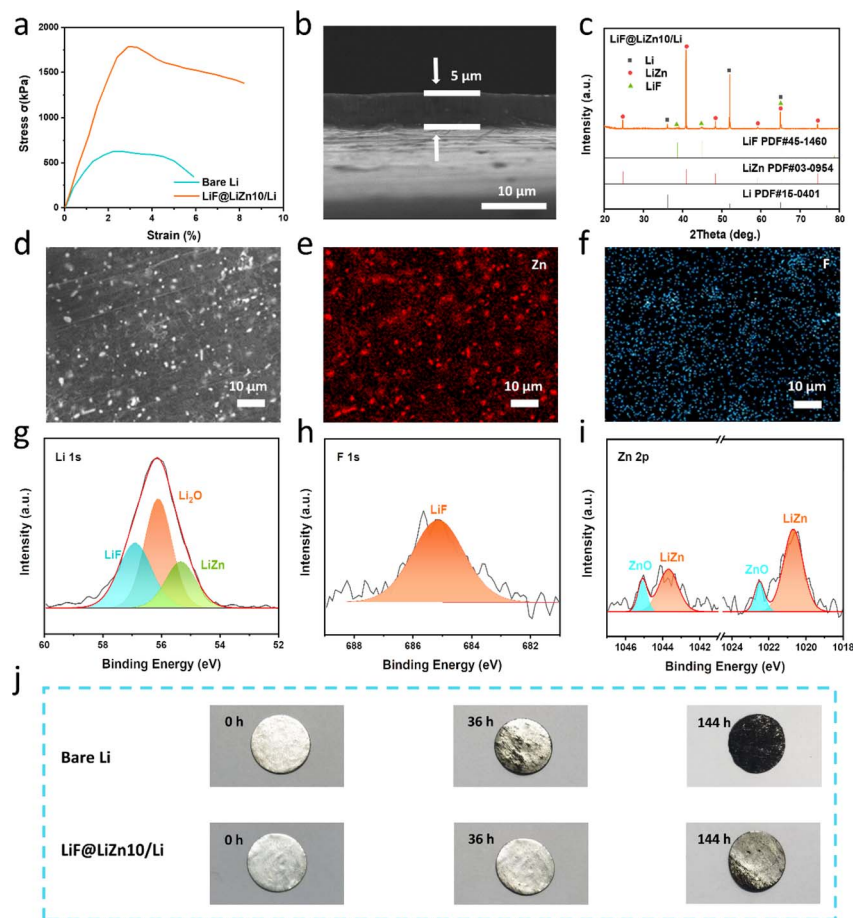 a
Stress σ(kPa)
2000
1500
1000
500
0
0 2 4 6 8 10
Strain (%)
Bare Li
LiF@LiZn10/Li
b
5 μm
10 μm
c
LiF@LiZn10/Li
Li
LiZn
LiF
LiF PDF#45-1460
LiZn PDF#03-0954
Li PDF#15-0401
Intensity (a.u.)
20 30 40 50 60 70 80
2Theta (deg.)
d
10 μm
e
Zn
10 μm
f
F
10 μm
g
Li 1s
Li₂O
LiF
LiZn
Intensity (a.u.)
60 58 56 54 52
Binding Energy (eV)
h
F 1s
LiF
Intensity (a.u.)
688 686 684 682
Binding Energy (eV)
i
Zn 2p
LiZn
ZnO
LiZn
ZnO
Intensity (a.u.)
1046 1044 1042 1024 1022 1020 1018
Binding Energy (eV)
j
Bare Li
0 h
36 h
144 h
LiF@LiZn10/Li
0 h
36 h
144 h